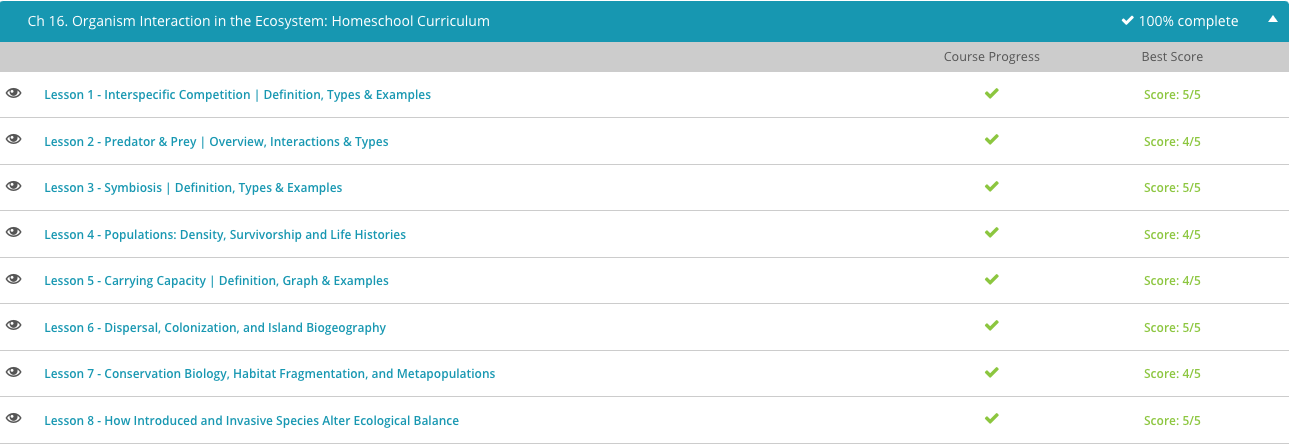 Ch 16. Organism Interaction in the Ecosystem: Homeschool Curriculum 100% complete
Course Progress Best Score
Lesson 1 - Interspecific Competition | Definition, Types & Examples Score: 5/5
Lesson 2 - Predator & Prey | Overview, Interactions & Types Score: 4/5
Lesson 3 - Symbiosis | Definition, Types & Examples Score: 5/5
Lesson 4 - Populations: Density, Survivorship and Life Histories Score: 4/5
Lesson 5 - Carrying Capacity | Definition, Graph & Examples Score: 4/5
Lesson 6 - Dispersal, Colonization, and Island Biogeography Score: 5/5
Lesson 7 - Conservation Biology, Habitat Fragmentation, and Metapopulations Score: 4/5
Lesson 8 - How Introduced and Invasive Species Alter Ecological Balance Score: 5/5